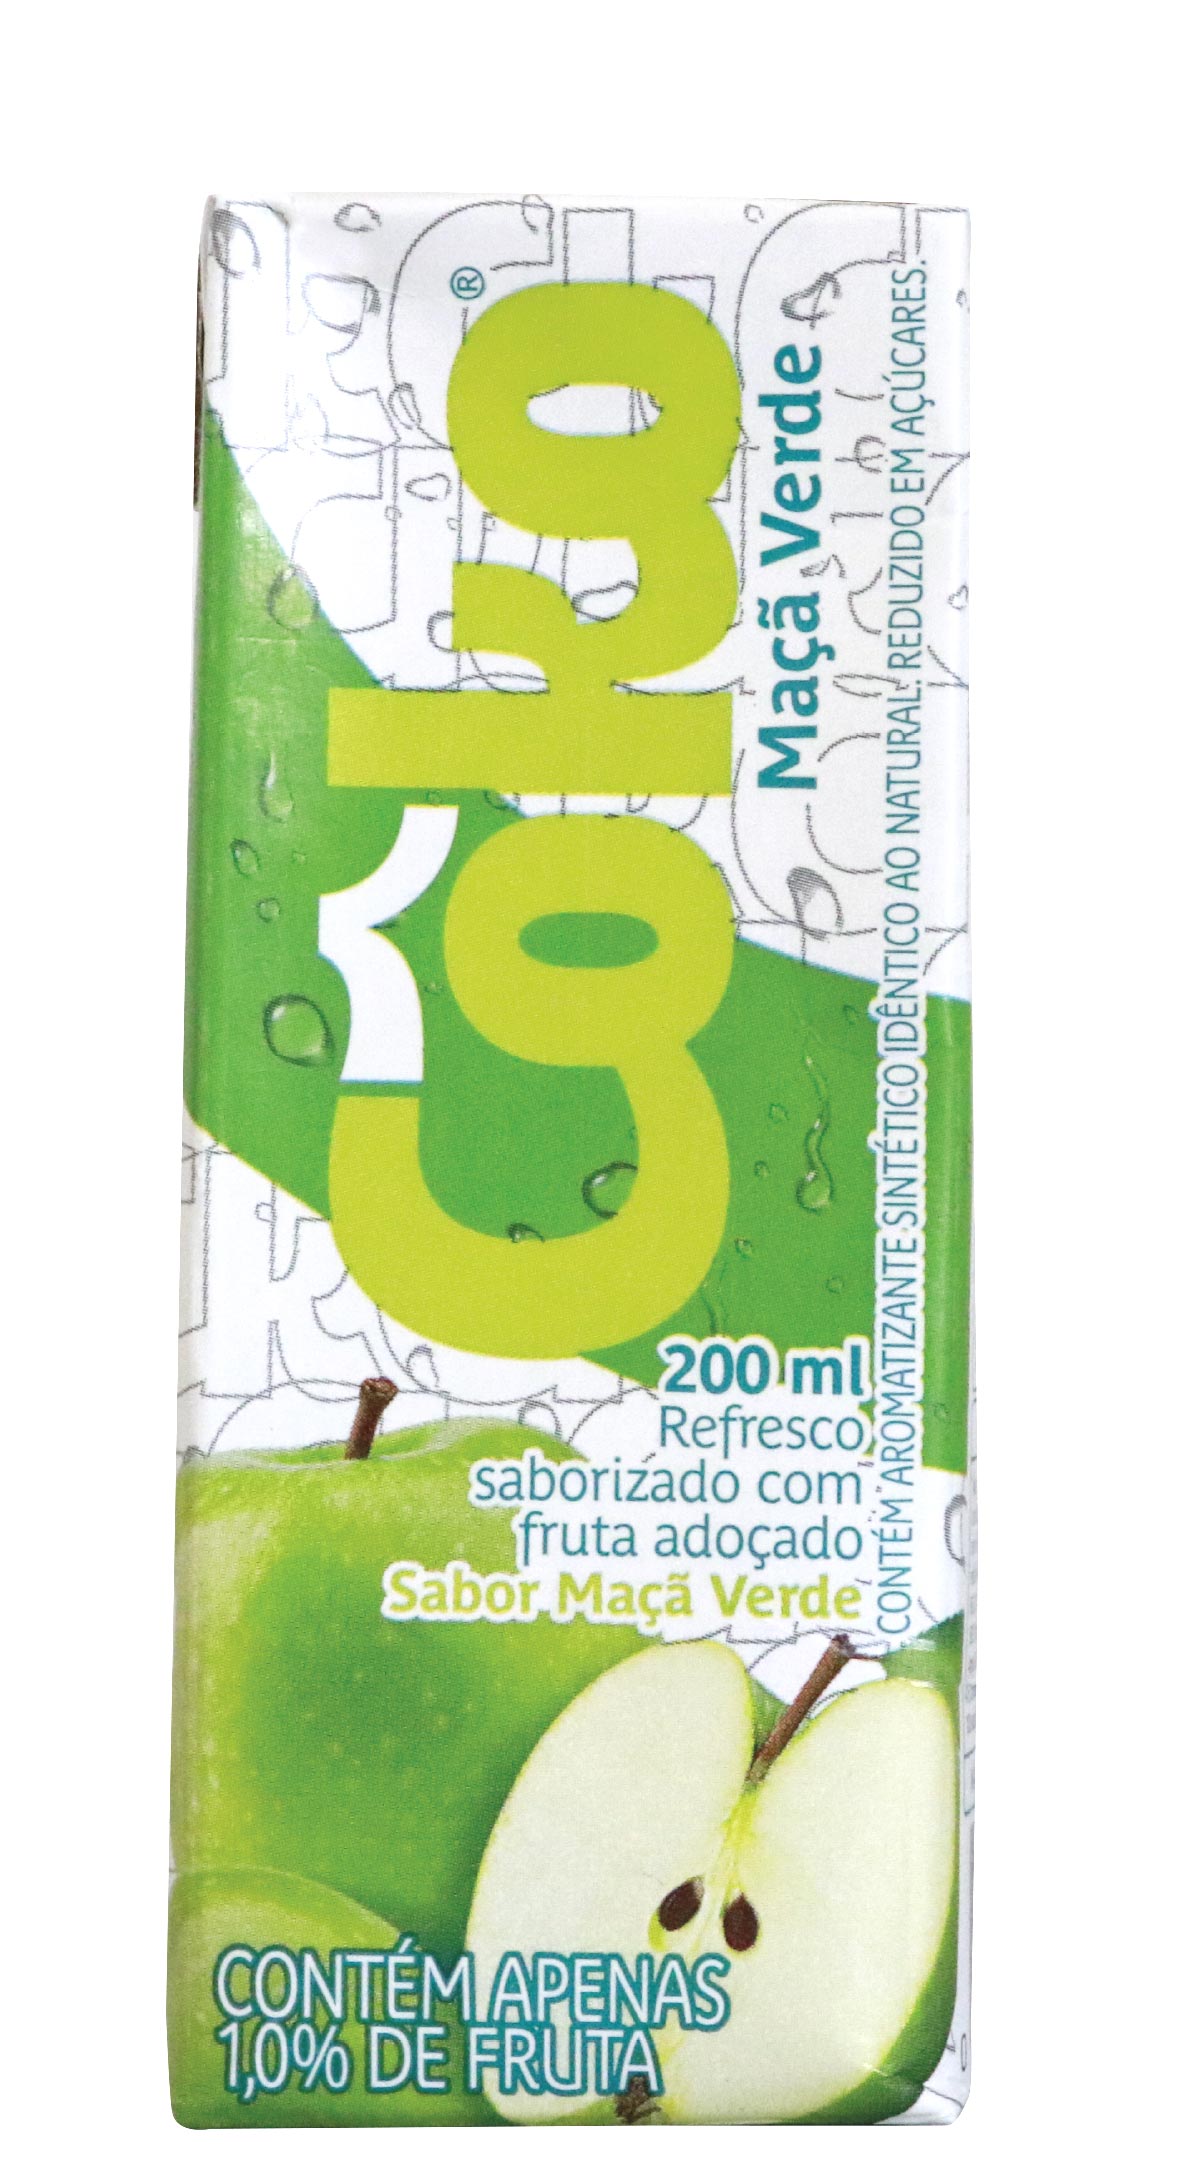 ®
Maçã Verde
CONTÉM AROMATIZANTE SINTÉTICO IDÊNTICO AO NATURAL. REDUZIDO EM AÇÚCARES.
200 ml
Refresco
saborizado com
fruta adoçado
Sabor Maçã Verde
CONTÉM APENAS
1,0% DE FRUTA